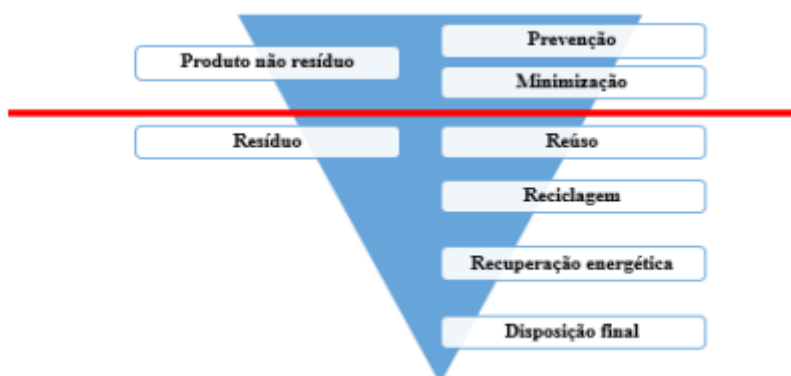 Produto não resíduo
Prevenção
Minimização
Resíduo
Reúso
Reciclagem
Recuperação energética
Disposição final